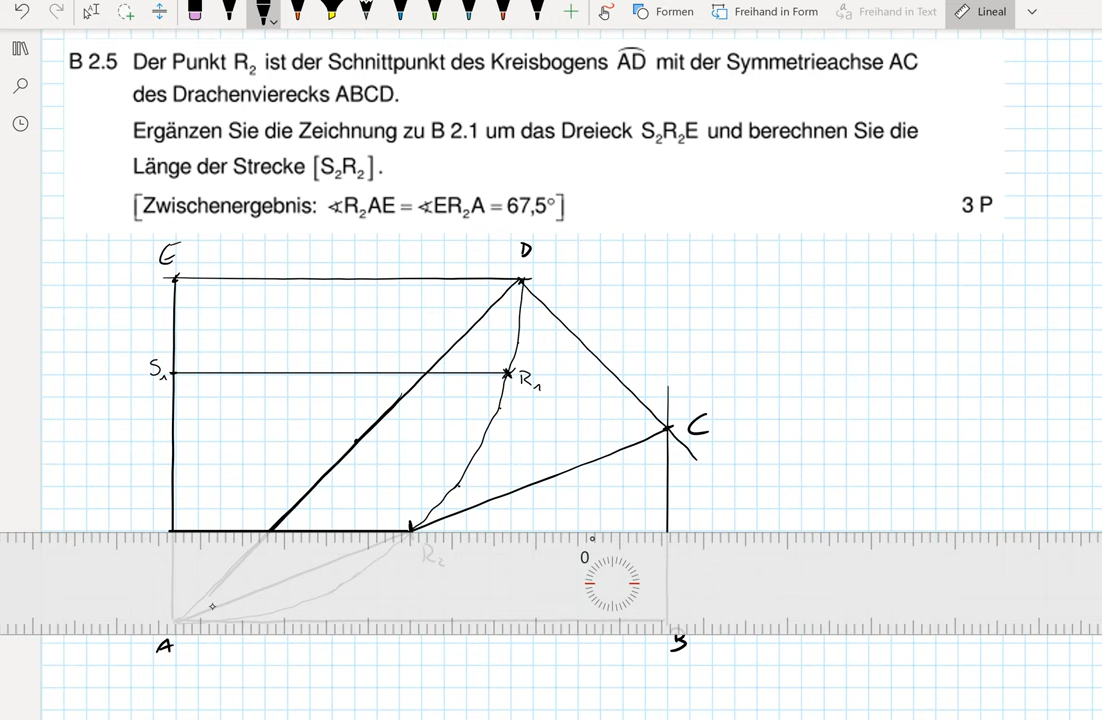 Formen Freihand in Form Freihand in Text Lineal
B 2.5 Der Punkt R₂ ist der Schnittpunkt des Kreisbogens A͡D mit der Symmetrieachse AC
des Drachenvierecks ABCD.
Ergänzen Sie die Zeichnung zu B 2.1 um das Dreieck S₂R₂E und berechnen Sie die
Länge der Strecke [S₂R₂].
[Zwischenergebnis: ∢R₂AE = ∢ER₂A = 67,5°] 3 P
E D
S₁ R₁
C
0°
R₂
A B